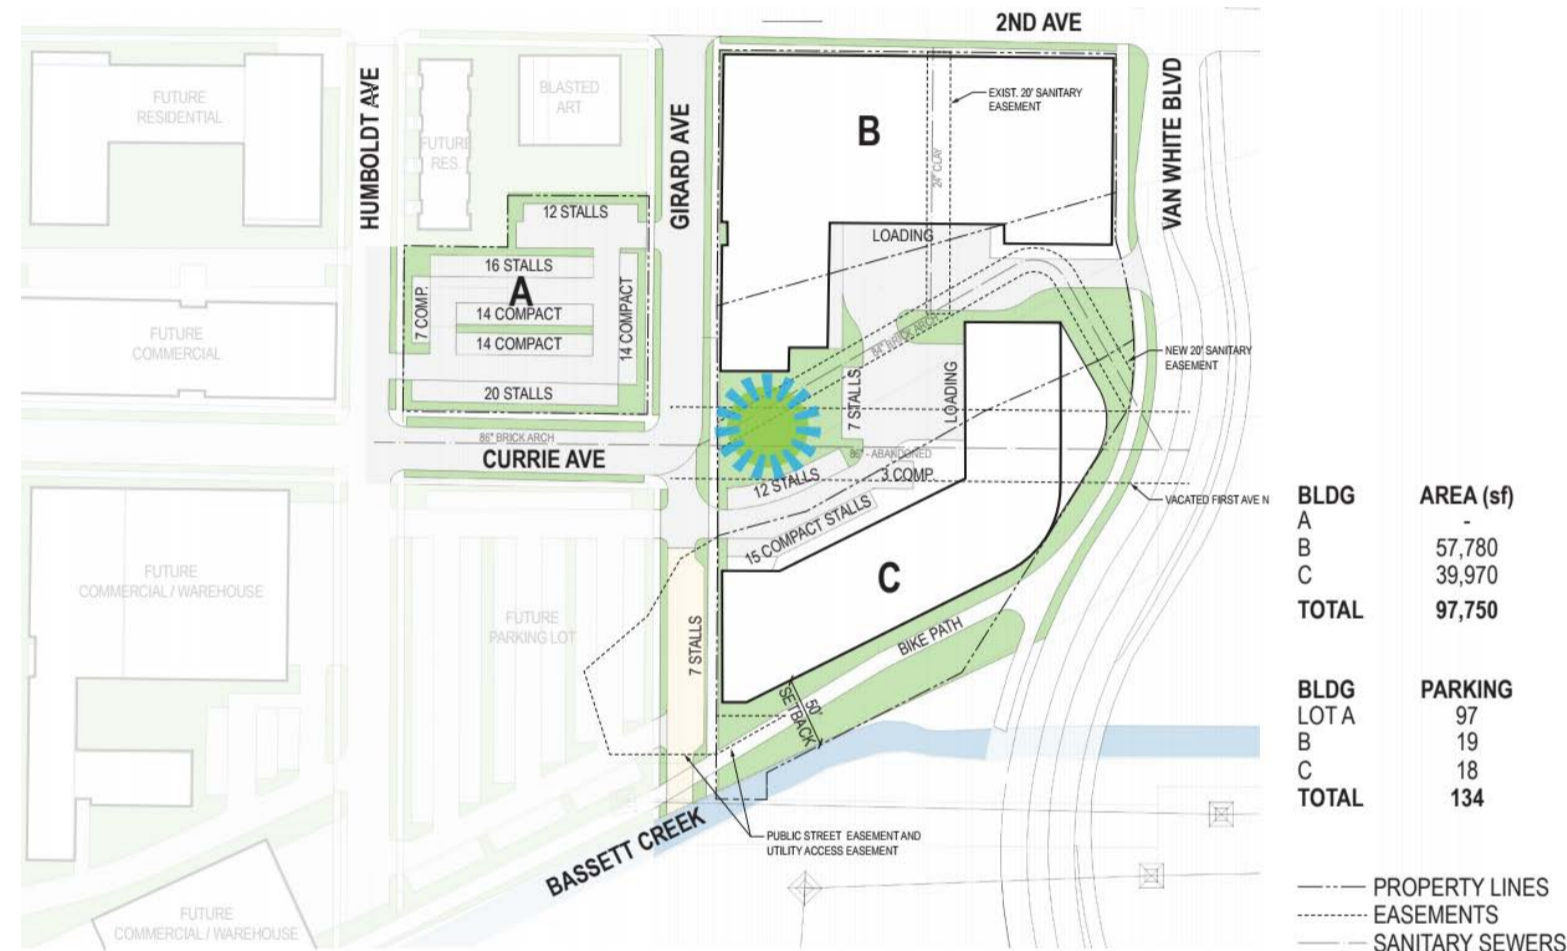 2ND AVE
HUMBOLDT AVE
GIRARD AVE
VAN WHITE BLVD
FUTURE
RESIDENTIAL
FUTURE
RES.
BLASTED
ART
B
EXIST. 20' SANITARY
EASEMENT
24" CLAY
12 STALLS
16 STALLS
A
7 COMP.
14 COMPACT
14 COMPACT
14 COMPACT
20 STALLS
LOADING
84" BRICK ARCH
NEW 20' SANITARY
EASEMENT
FUTURE
COMMERCIAL
7 STALLS
LOADING
86" BRICK ARCH
CURRIE AVE
86" - ABANDONED
12 STALLS
3 COMP.
15 COMPACT STALLS
VACATED FIRST AVE N
C
FUTURE
COMMERCIAL / WAREHOUSE
FUTURE
PARKING LOT
7 STALLS
BIKE PATH
50'
SETBACK
PUBLIC STREET EASEMENT AND
UTILITY ACCESS EASEMENT
BASSETT CREEK
FUTURE
COMMERCIAL / WAREHOUSE
BLDG AREA (sf)
A -
B 57,780
C 39,970
TOTAL 97,750
BLDG PARKING
LOT A 97
B 19
C 18
TOTAL 134
PROPERTY LINES
EASEMENTS
SANITARY SEWERS